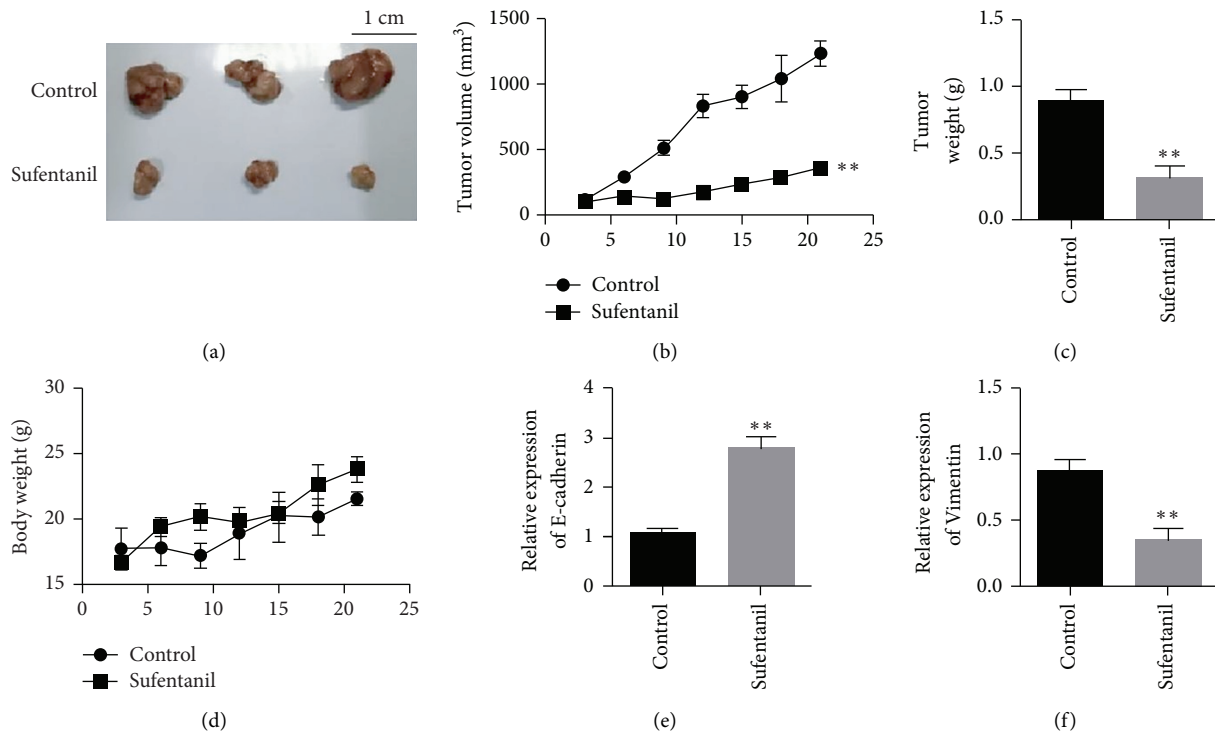 1 cm
Control
Sufentanil
(a)
Tumor volume (mm³)
1500
1000
500
0
0 5 10 15 20 25
**
Control
Sufentanil
(b)
Tumor
weight (g)
1.5
1.0
0.5
0.0
**
Control
Sufentanil
(c)
Body weight (g)
30
25
20
15
0 5 10 15 20 25
Control
Sufentanil
(d)
Relative expression
of E-cadherin
4
3
2
1
0
**
Control
Sufentanil
(e)
Relative expression
of Vimentin
1.5
1.0
0.5
0.0
**
Control
Sufentanil
(f)